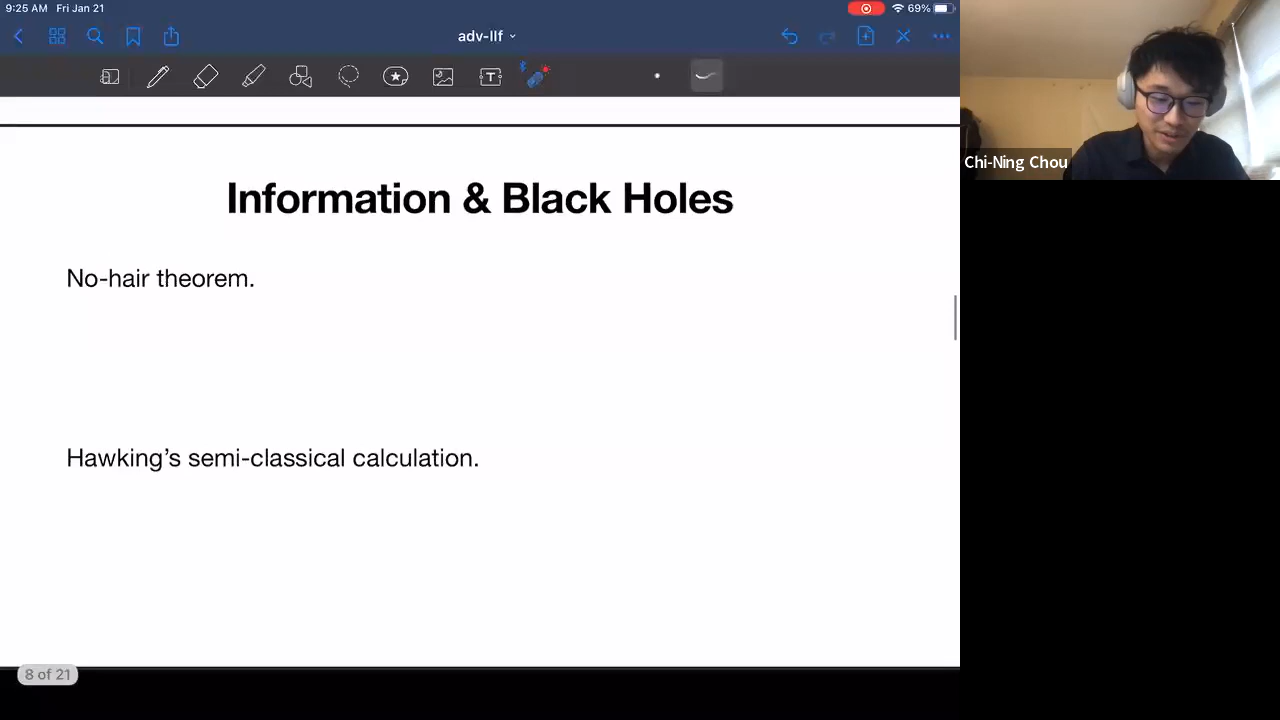 9:25 AM Fri Jan 21
69%
adv-IIf
T
Chi-Ning Chou
Information & Black Holes
No-hair theorem.
Hawking’s semi-classical calculation.
8 of 21